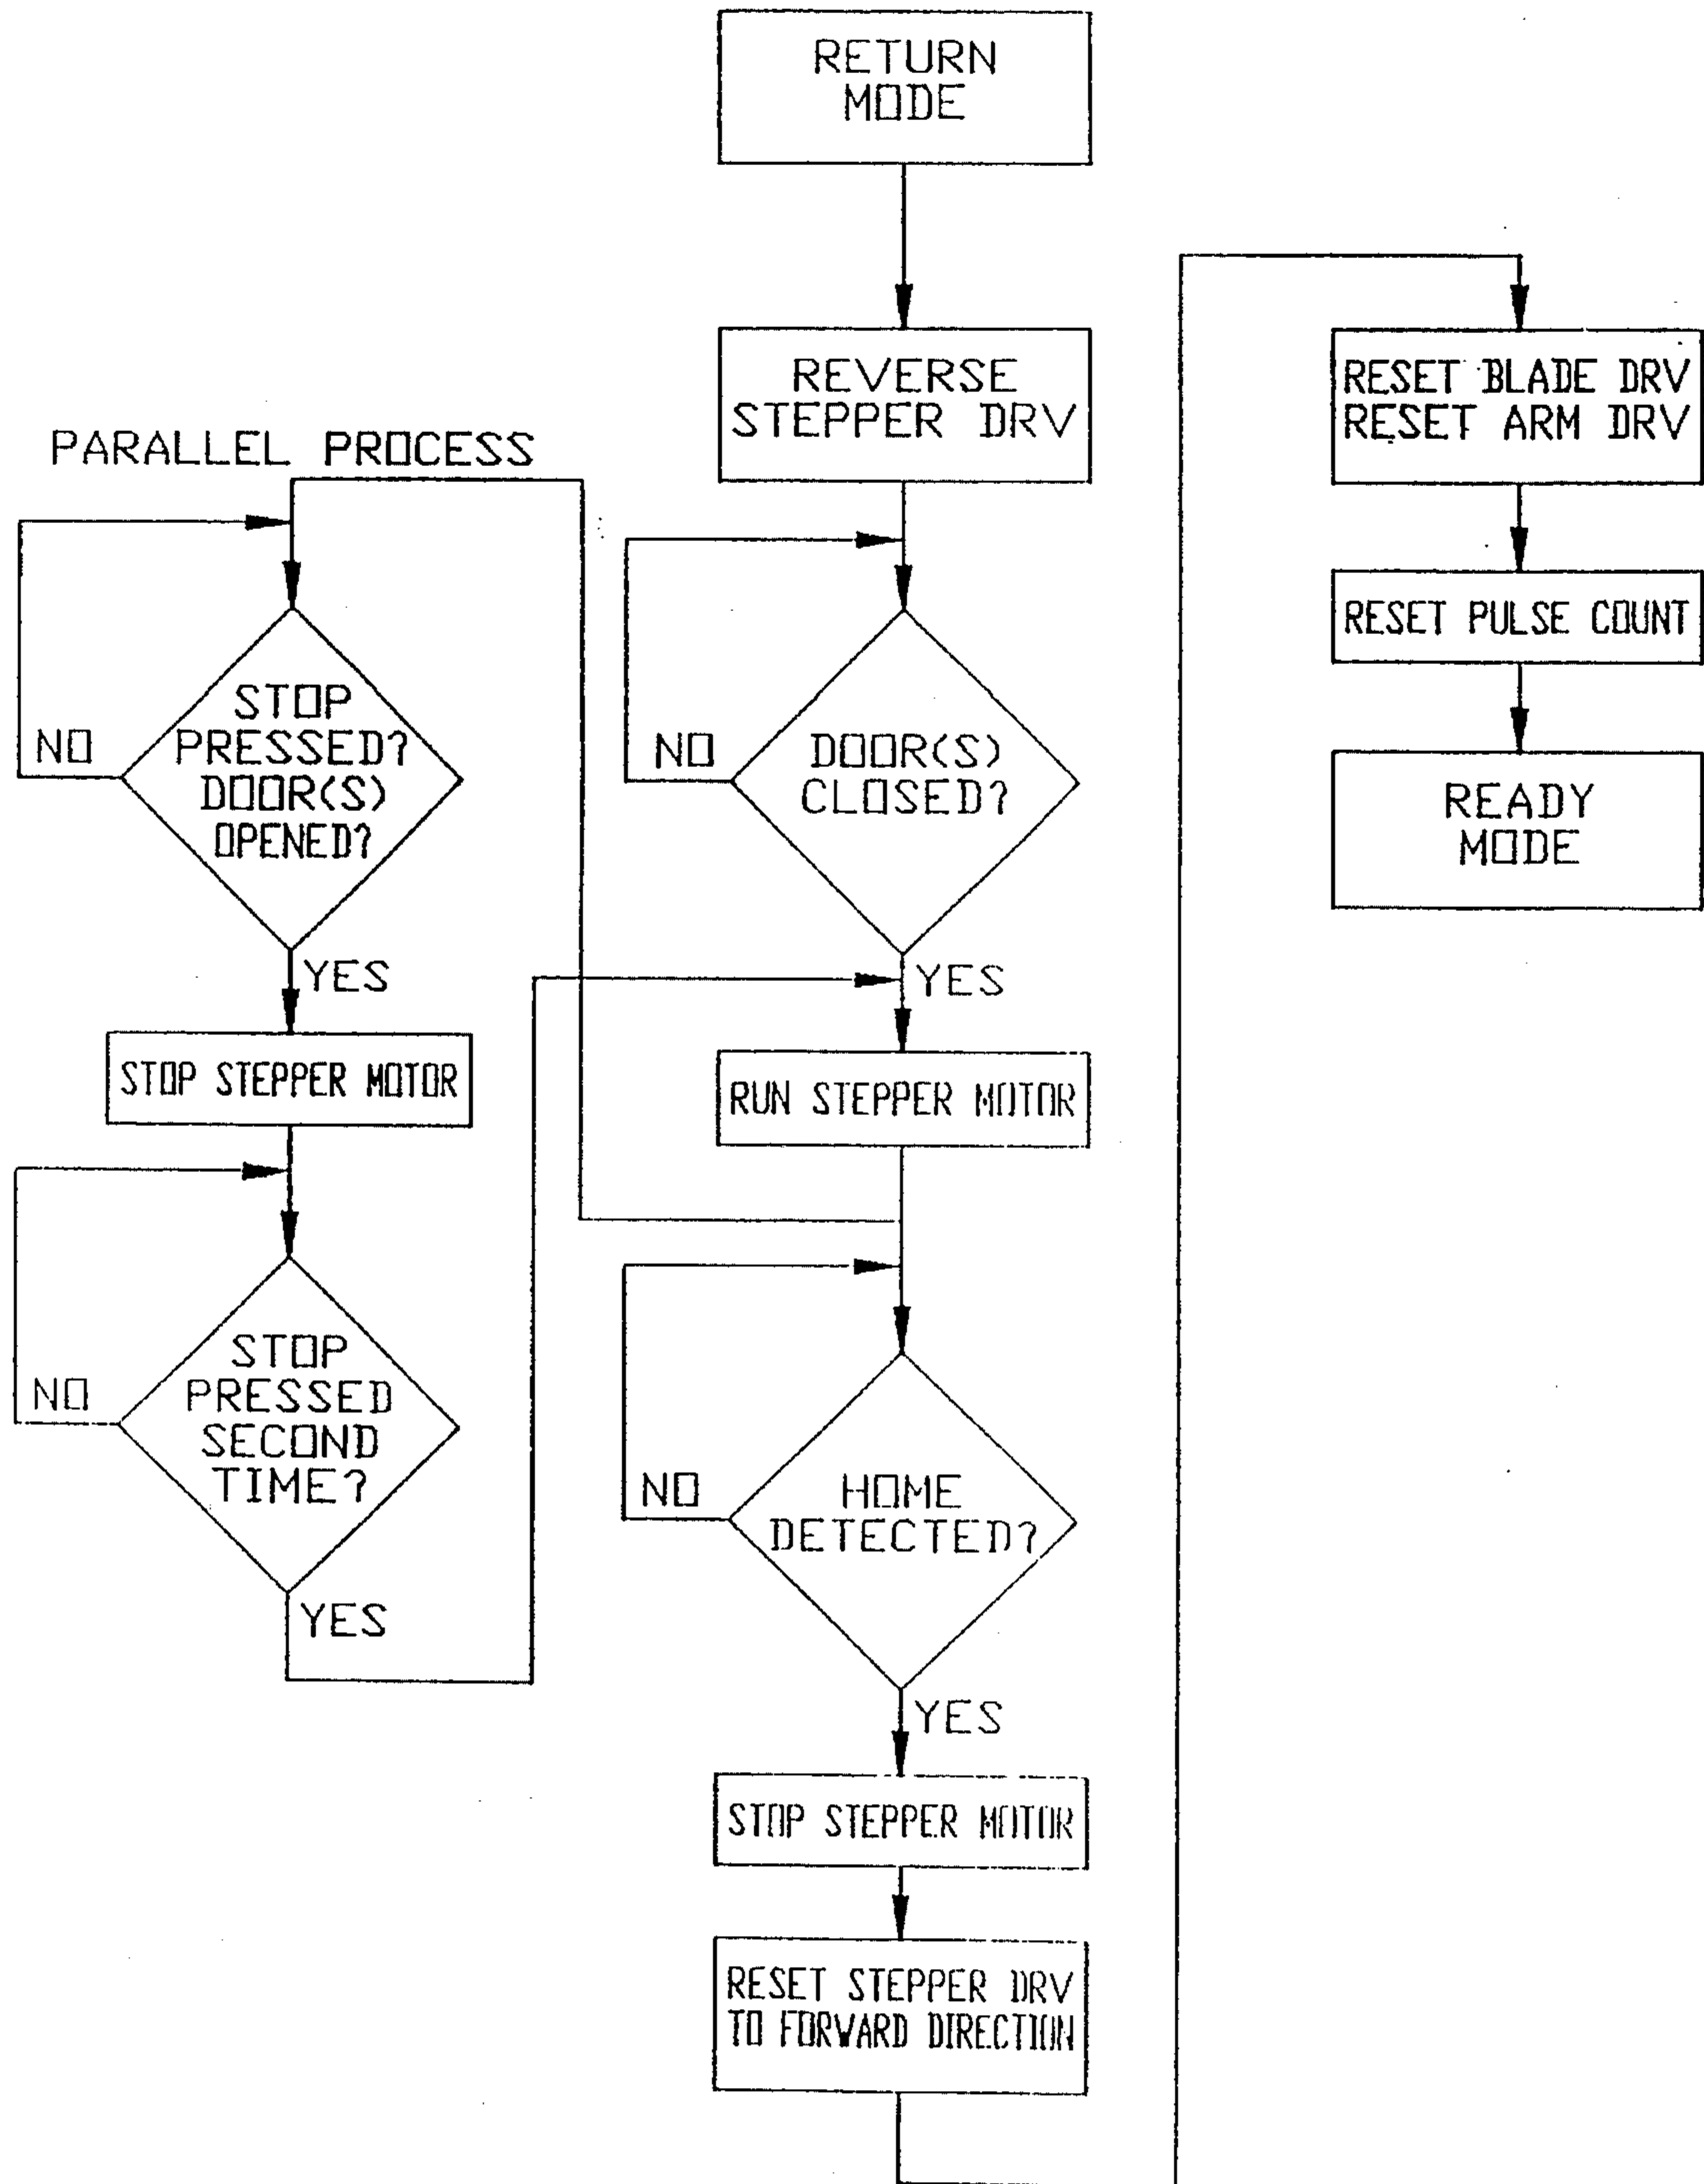 RETURN
MODE
REVERSE
STEPPER DRV
PARALLEL PROCESS
STOP
PRESSED?
DOOR(S)
OPENED?
NO
YES
STOP STEPPER MOTOR
STOP
PRESSED
SECOND
TIME?
NO
YES
DOOR(S)
CLOSED?
NO
YES
RUN STEPPER MOTOR
HOME
DETECTED?
NO
YES
STOP STEPPER MOTOR
RESET STEPPER DRV
TO FORWARD DIRECTION
RESET BLADE DRV
RESET ARM DRV
RESET PULSE COUNT
READY
MODE